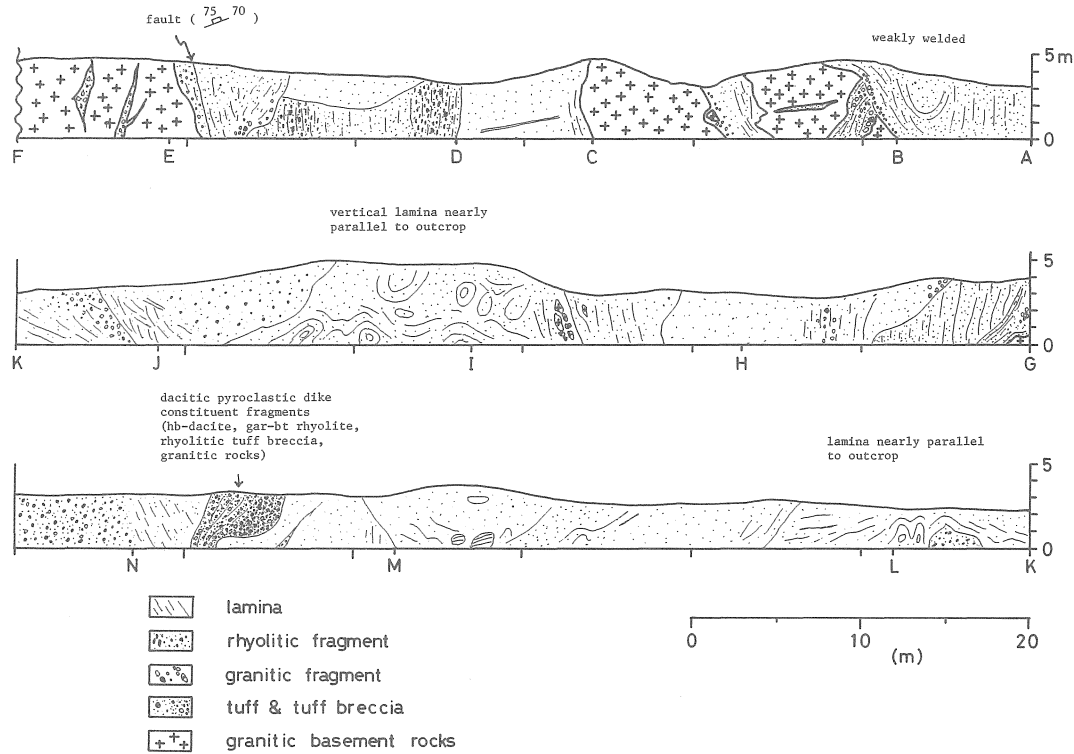 fault ( 75 70 )
weakly welded
5m
0
F E D C B A
vertical lamina nearly
parallel to outcrop
5
0
K J I H G
dacitic pyroclastic dike
constituent fragments
(hb-dacite, gar-bt rhyolite,
rhyolitic tuff breccia,
granitic rocks)
lamina nearly parallel
to outcrop
5
0
N M L K
lamina
rhyolitic fragment
granitic fragment
tuff & tuff breccia
granitic basement rocks
0 10 20
(m)